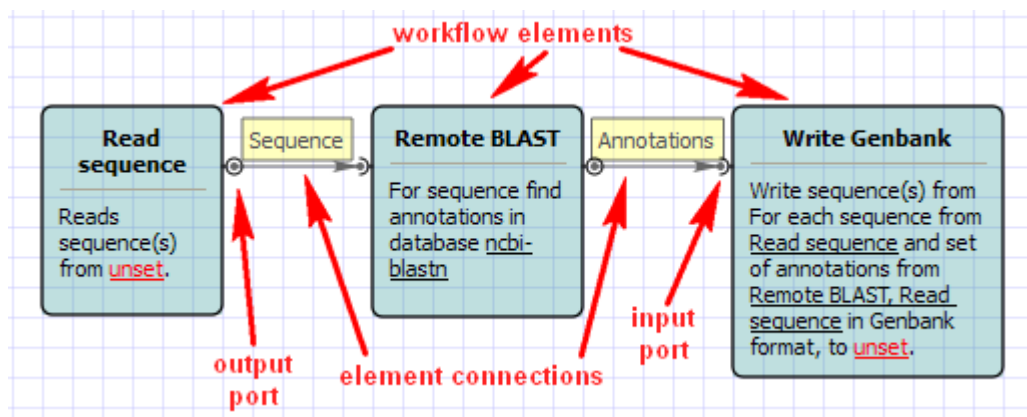 workflow elements
Read
sequence
Reads
sequence(s)
from unset.
Sequence
Remote BLAST
For sequence find
annotations in
database ncbi-
blastn
Annotations
Write Genbank
Write sequence(s) from
For each sequence from
Read sequence and set
of annotations from
Remote BLAST, Read
sequence in Genbank
format, to unset.
output
port
element connections
input
port